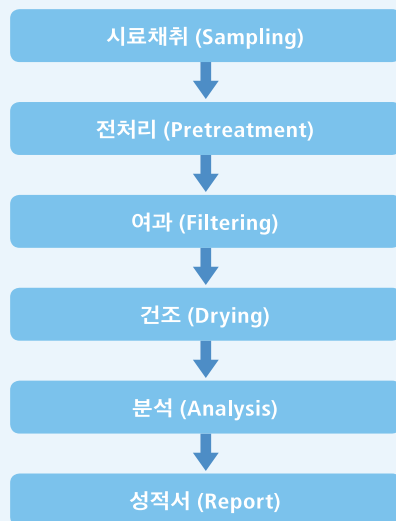 시료채취 (Sampling)
전처리 (Pretreatment)
여과 (Filtering)
건조 (Drying)
분석 (Analysis)
성적서 (Report)